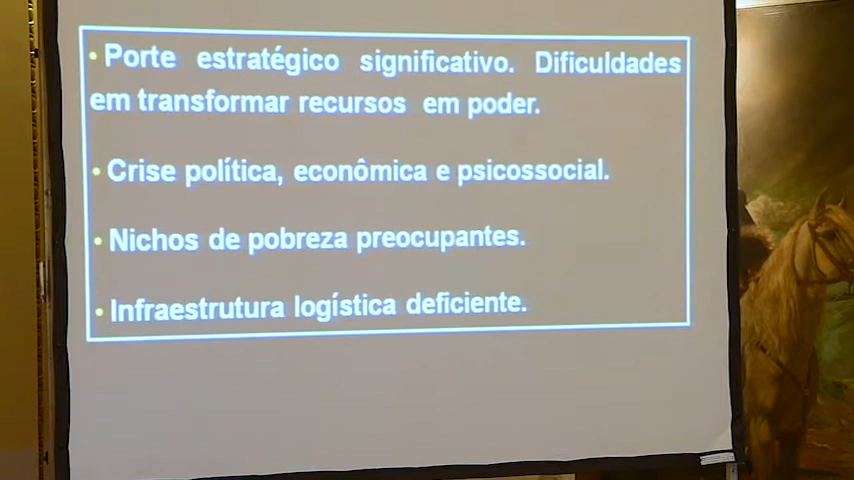 • Porte estratégico significativo. Dificuldades
em transformar recursos em poder.
• Crise política, econômica e psicossocial.
• Nichos de pobreza preocupantes.
• Infraestrutura logística deficiente.